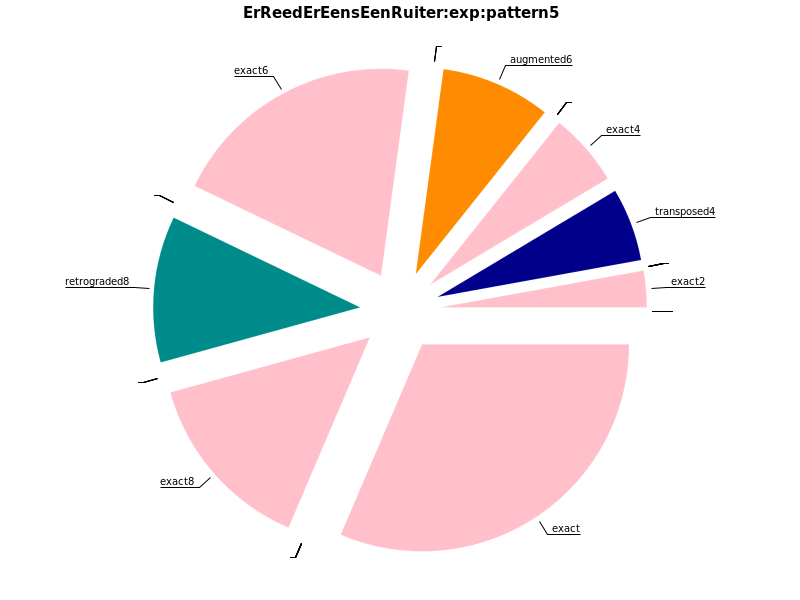 ErReedErEensEenRuiter:exp:pattern5
augmented6
exact6
exact4
transposed4
retrograded8
exact2
exact8
exact